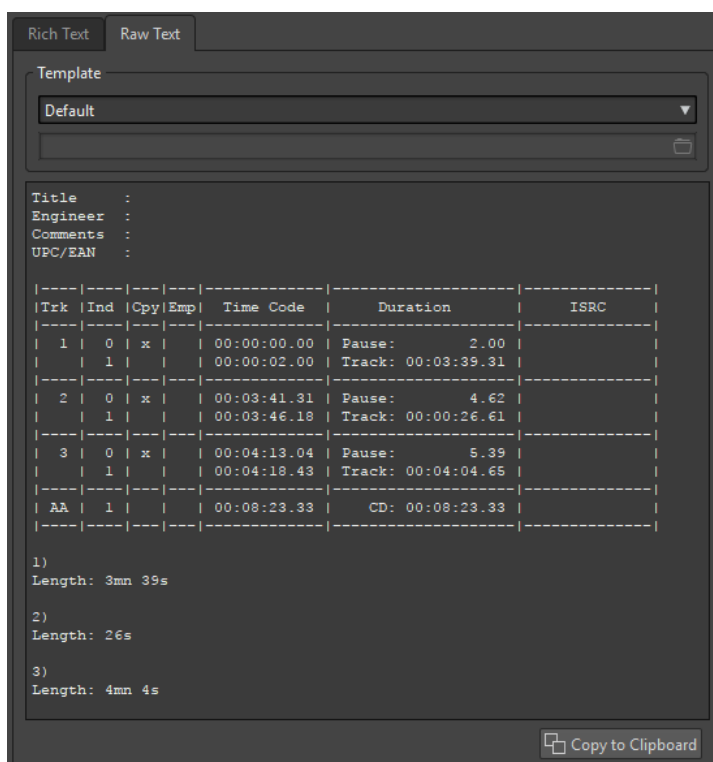 Rich Text Raw Text
Template
Default
Title      :
Engineer   :
Comments   :
UPC/EAN    :
|----|----|---|---|-------------|--------------------|--------------|
|Trk |Ind |Cpy|Emp|  Time Code  |     Duration       |     ISRC     |
|----|----|---|---|-------------|--------------------|--------------|
|  1 |  0 | x |   | 00:00:00.00 | Pause:        2.00 |              |
|    |  1 |   |   | 00:00:02.00 | Track: 00:03:39.31 |              |
|----|----|---|---|-------------|--------------------|--------------|
|  2 |  0 | x |   | 00:03:41.31 | Pause:        4.62 |              |
|    |  1 |   |   | 00:03:46.18 | Track: 00:00:26.61 |              |
|----|----|---|---|-------------|--------------------|--------------|
|  3 |  0 | x |   | 00:04:13.04 | Pause:        5.39 |              |
|    |  1 |   |   | 00:04:18.43 | Track: 00:04:04.65 |              |
|----|----|---|---|-------------|--------------------|--------------|
| AA |  1 |   |   | 00:08:23.33 |    CD: 00:08:23.33 |              |
|----|----|---|---|-------------|--------------------|--------------|
1)
Length: 3mn 39s
2)
Length: 26s
3)
Length: 4mn 4s
Copy to Clipboard